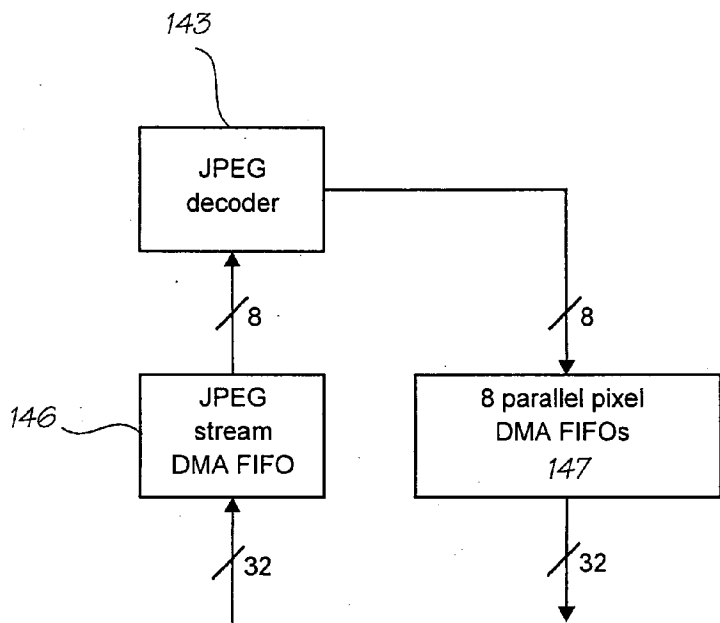 143
JPEG
decoder
8
8
146
JPEG
stream
DMA FIFO
8 parallel pixel
DMA FIFOs
147
32
32